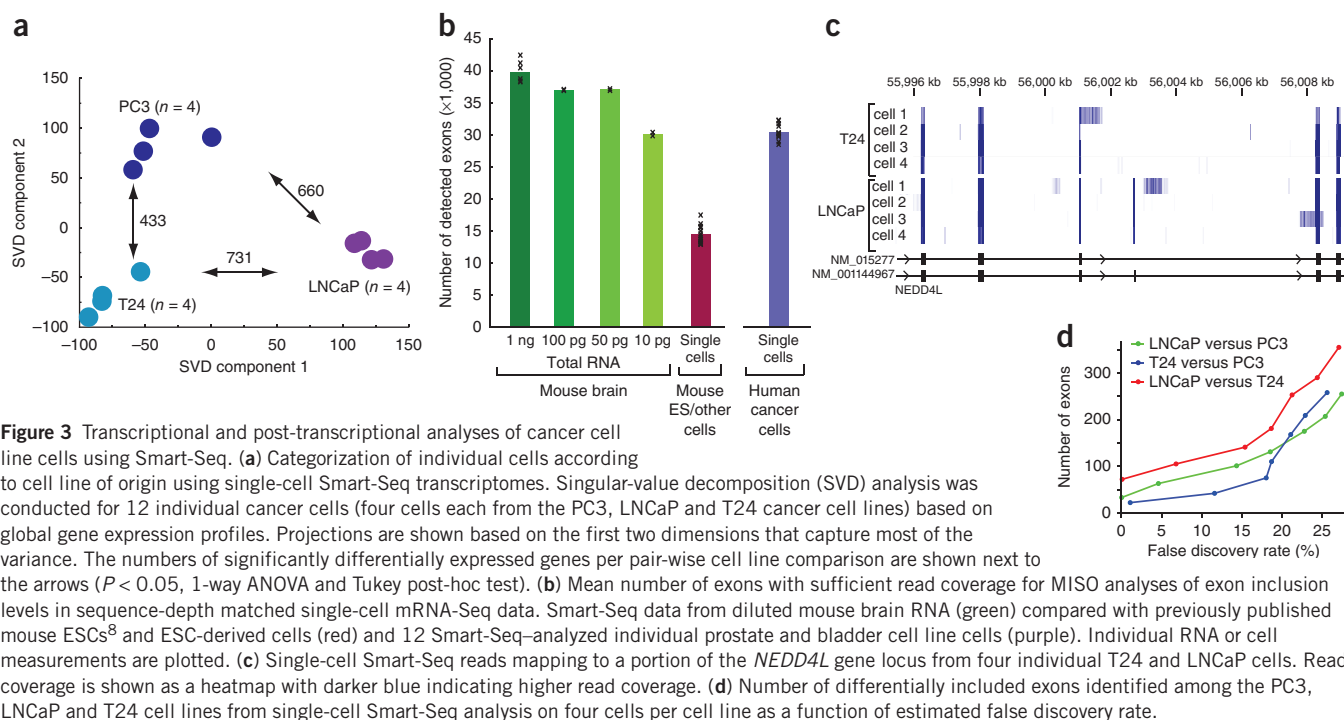 a
150
100
50
0
−50
−100
−100
−50
0
50
100
150
SVD component 2
SVD component 1
PC3 (n = 4)
660
433
731
LNCaP (n = 4)
T24 (n = 4)
b
45
40
35
30
25
20
15
10
5
0
Number of detected exons (×1,000)
1 ng 100 pg 50 pg 10 pg Single cells Single cells
Total RNA
Mouse brain
Mouse ES/other cells
Human cancer cells
c
55,996 kb 55,998 kb 56,000 kb 56,002 kb 56,004 kb 56,006 kb 56,008 kb
T24
cell 1
cell 2
cell 3
cell 4
LNCaP
cell 1
cell 2
cell 3
cell 4
NM_015277
NM_001144967
NEDD4L
d
LNCaP versus PC3
T24 versus PC3
LNCaP versus T24
300
200
100
0
Number of exons
0 5 10 15 20 25
False discovery rate (%)
Figure 3 Transcriptional and post-transcriptional analyses of cancer cell
line cells using Smart-Seq. (a) Categorization of individual cells according
to cell line of origin using single-cell Smart-Seq transcriptomes. Singular-value decomposition (SVD) analysis was
conducted for 12 individual cancer cells (four cells each from the PC3, LNCaP and T24 cancer cell lines) based on
global gene expression profiles. Projections are shown based on the first two dimensions that capture most of the
variance. The numbers of significantly differentially expressed genes per pair-wise cell line comparison are shown next to
the arrows (P < 0.05, 1-way ANOVA and Tukey post-hoc test). (b) Mean number of exons with sufficient read coverage for MISO analyses of exon inclusion
levels in sequence-depth matched single-cell mRNA-Seq data. Smart-Seq data from diluted mouse brain RNA (green) compared with previously published
mouse ESCs8 and ESC-derived cells (red) and 12 Smart-Seq–analyzed individual prostate and bladder cell line cells (purple). Individual RNA or cell
measurements are plotted. (c) Single-cell Smart-Seq reads mapping to a portion of the NEDD4L gene locus from four individual T24 and LNCaP cells. Read
coverage is shown as a heatmap with darker blue indicating higher read coverage. (d) Number of differentially included exons identified among the PC3,
LNCaP and T24 cell lines from single-cell Smart-Seq analysis on four cells per cell line as a function of estimated false discovery rate.